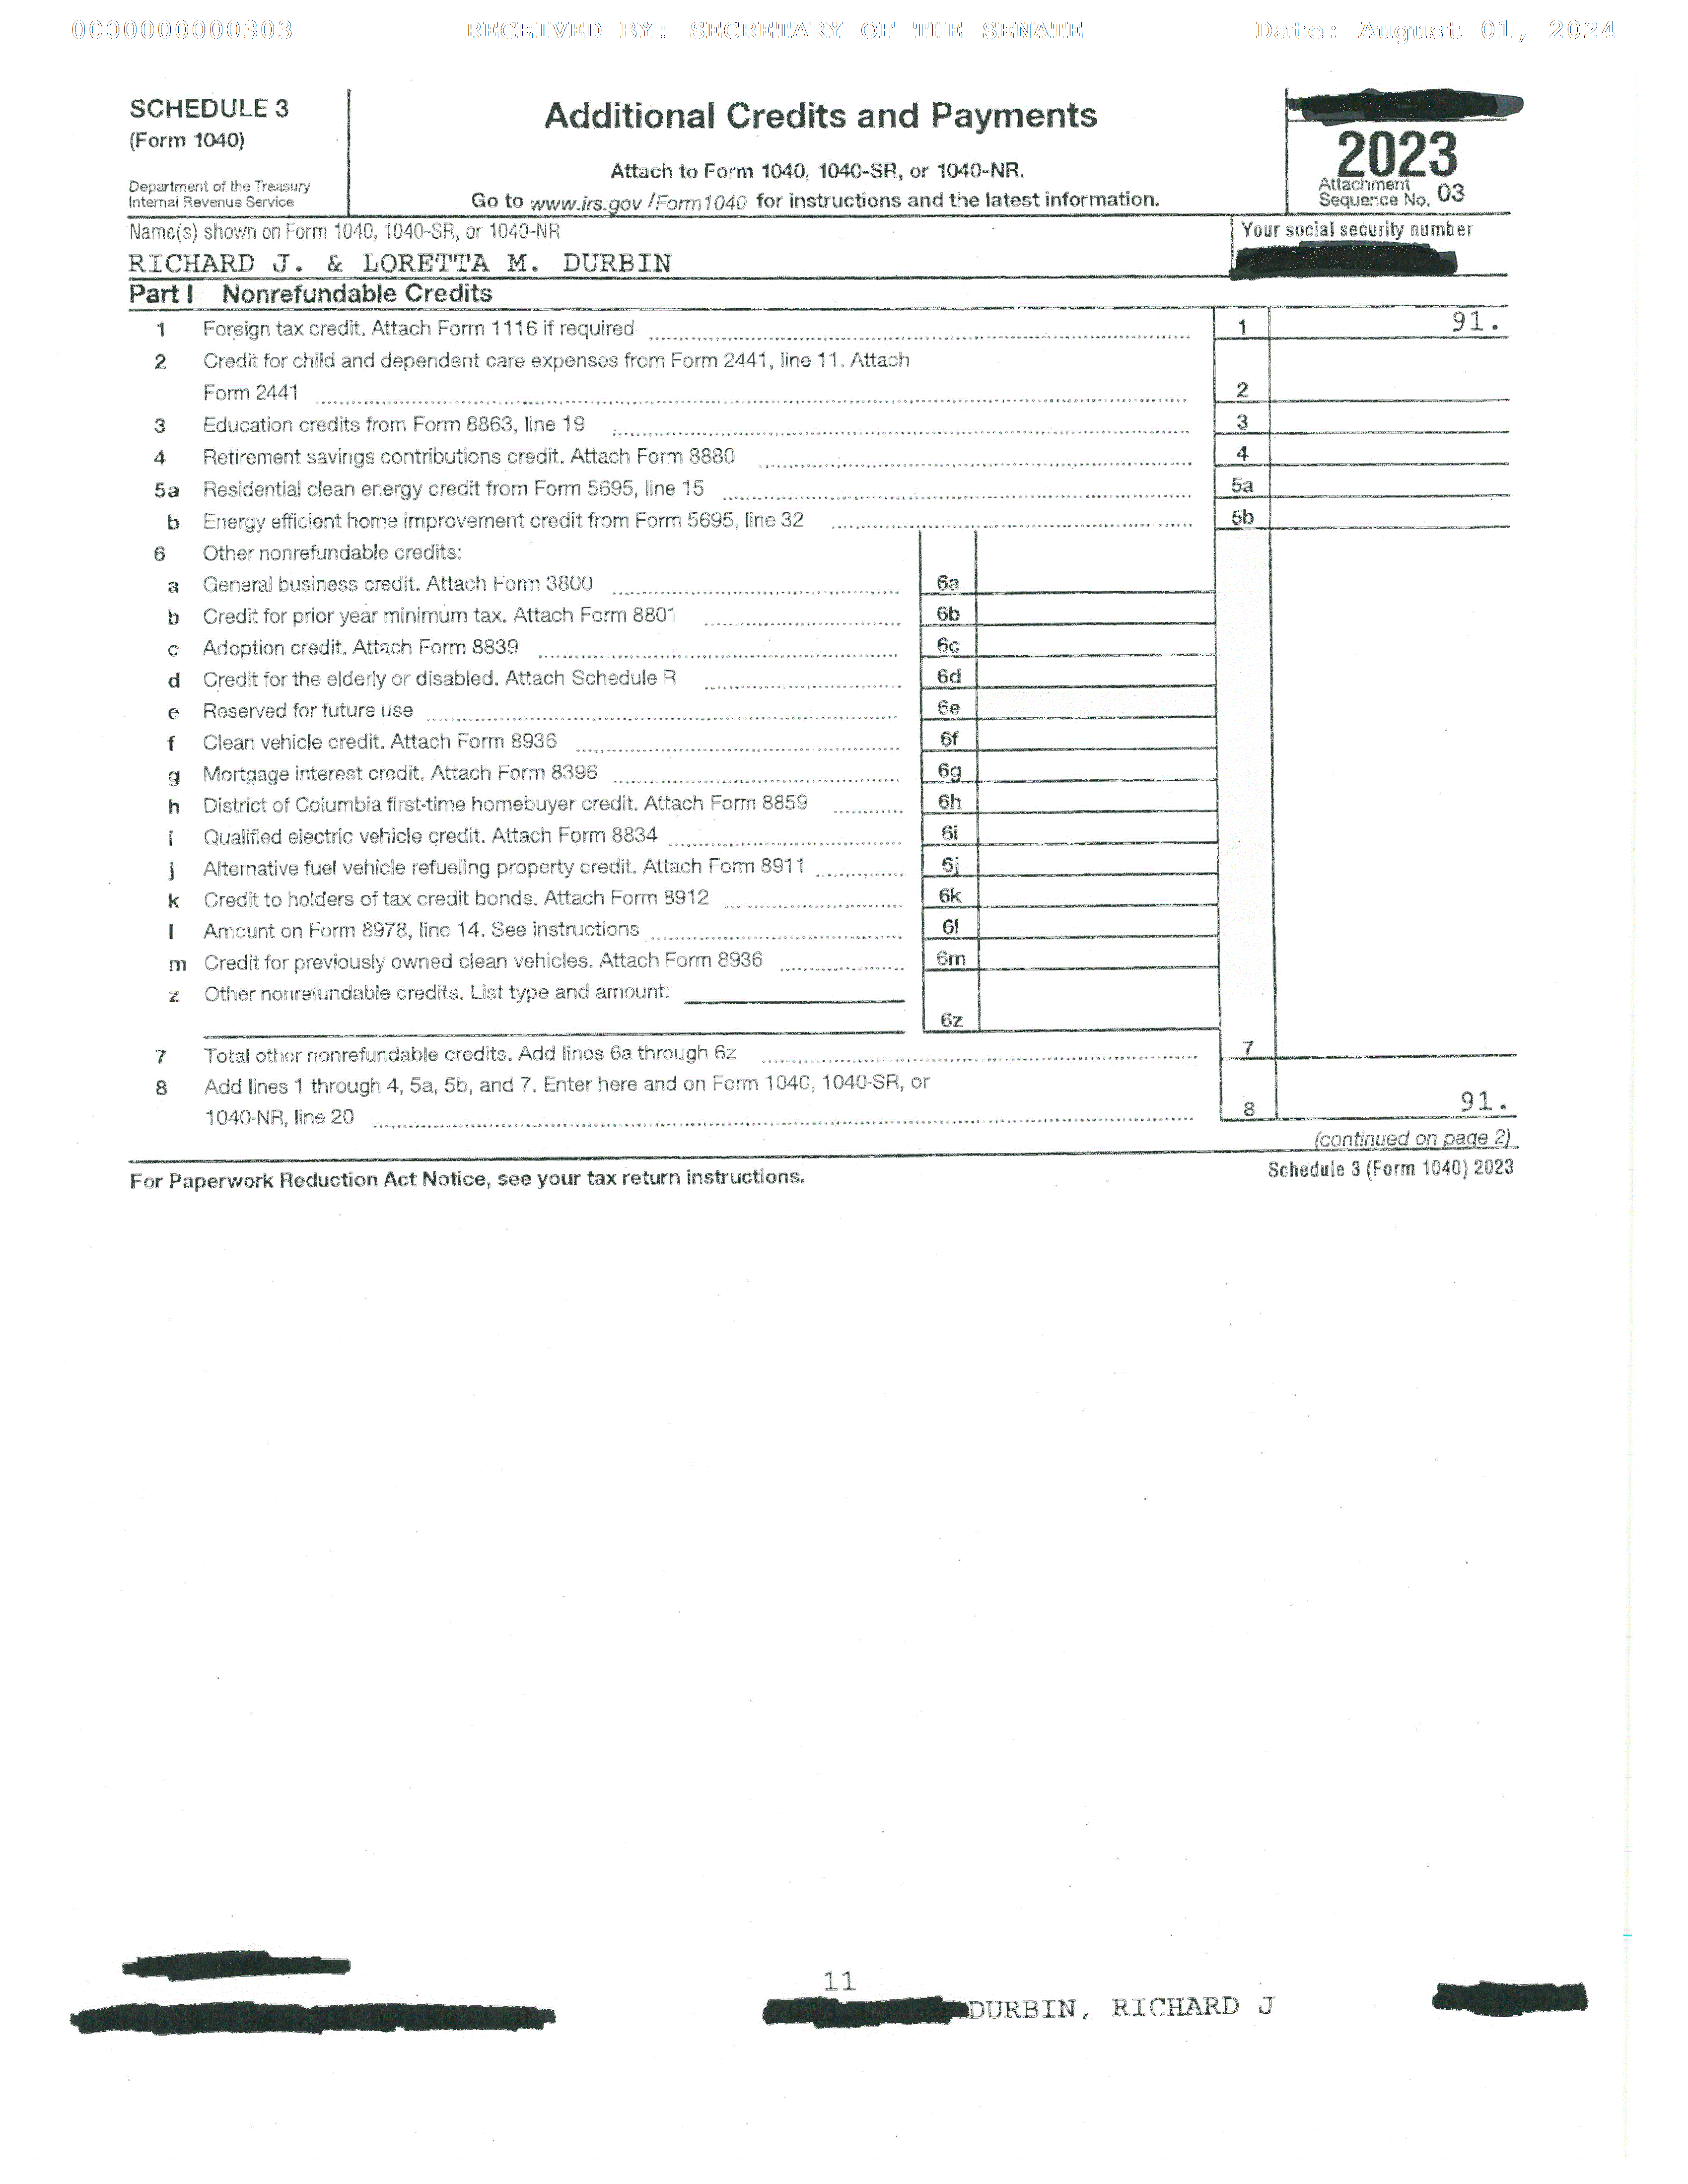 0000000000303 RECEIVED BY: SECRETARY OF THE SENATE Date: August 01, 2024
SCHEDULE 3
(Form 1040)
Department of the Treasury
Internal Revenue Service
Additional Credits and Payments
Attach to Form 1040, 1040-SR, or 1040-NR.
Go to www.irs.gov /Form1040 for instructions and the latest information.
2023
Attachment
Sequence No. 03
Name(s) shown on Form 1040, 1040-SR, or 1040-NR
Your social security number
RICHARD J. & LORETTA M. DURBIN
Part I Nonrefundable Credits
1 Foreign tax credit. Attach Form 1116 if required 1 91.
2 Credit for child and dependent care expenses from Form 2441, line 11. Attach
Form 2441 2
3 Education credits from Form 8863, line 19 3
4 Retirement savings contributions credit. Attach Form 8880 4
5a Residential clean energy credit from Form 5695, line 15 5a
b Energy efficient home improvement credit from Form 5695, line 32 5b
6 Other nonrefundable credits:
a General business credit. Attach Form 3800 6a
b Credit for prior year minimum tax. Attach Form 8801 6b
c Adoption credit. Attach Form 8839 6c
d Credit for the elderly or disabled. Attach Schedule R 6d
e Reserved for future use 6e
f Clean vehicle credit. Attach Form 8936 6f
g Mortgage interest credit. Attach Form 8396 6g
h District of Columbia first-time homebuyer credit. Attach Form 8859 6h
i Qualified electric vehicle credit. Attach Form 8834 6i
j Alternative fuel vehicle refueling property credit. Attach Form 8911 6j
k Credit to holders of tax credit bonds. Attach Form 8912 6k
l Amount on Form 8978, line 14. See instructions 6l
m Credit for previously owned clean vehicles. Attach Form 8936 6m
z Other nonrefundable credits. List type and amount:
6z
7 Total other nonrefundable credits. Add lines 6a through 6z 7
8 Add lines 1 through 4, 5a, 5b, and 7. Enter here and on Form 1040, 1040-SR, or
1040-NR, line 20 8 91.
(continued on page 2)
For Paperwork Reduction Act Notice, see your tax return instructions. Schedule 3 (Form 1040) 2023
11
DURBIN, RICHARD J